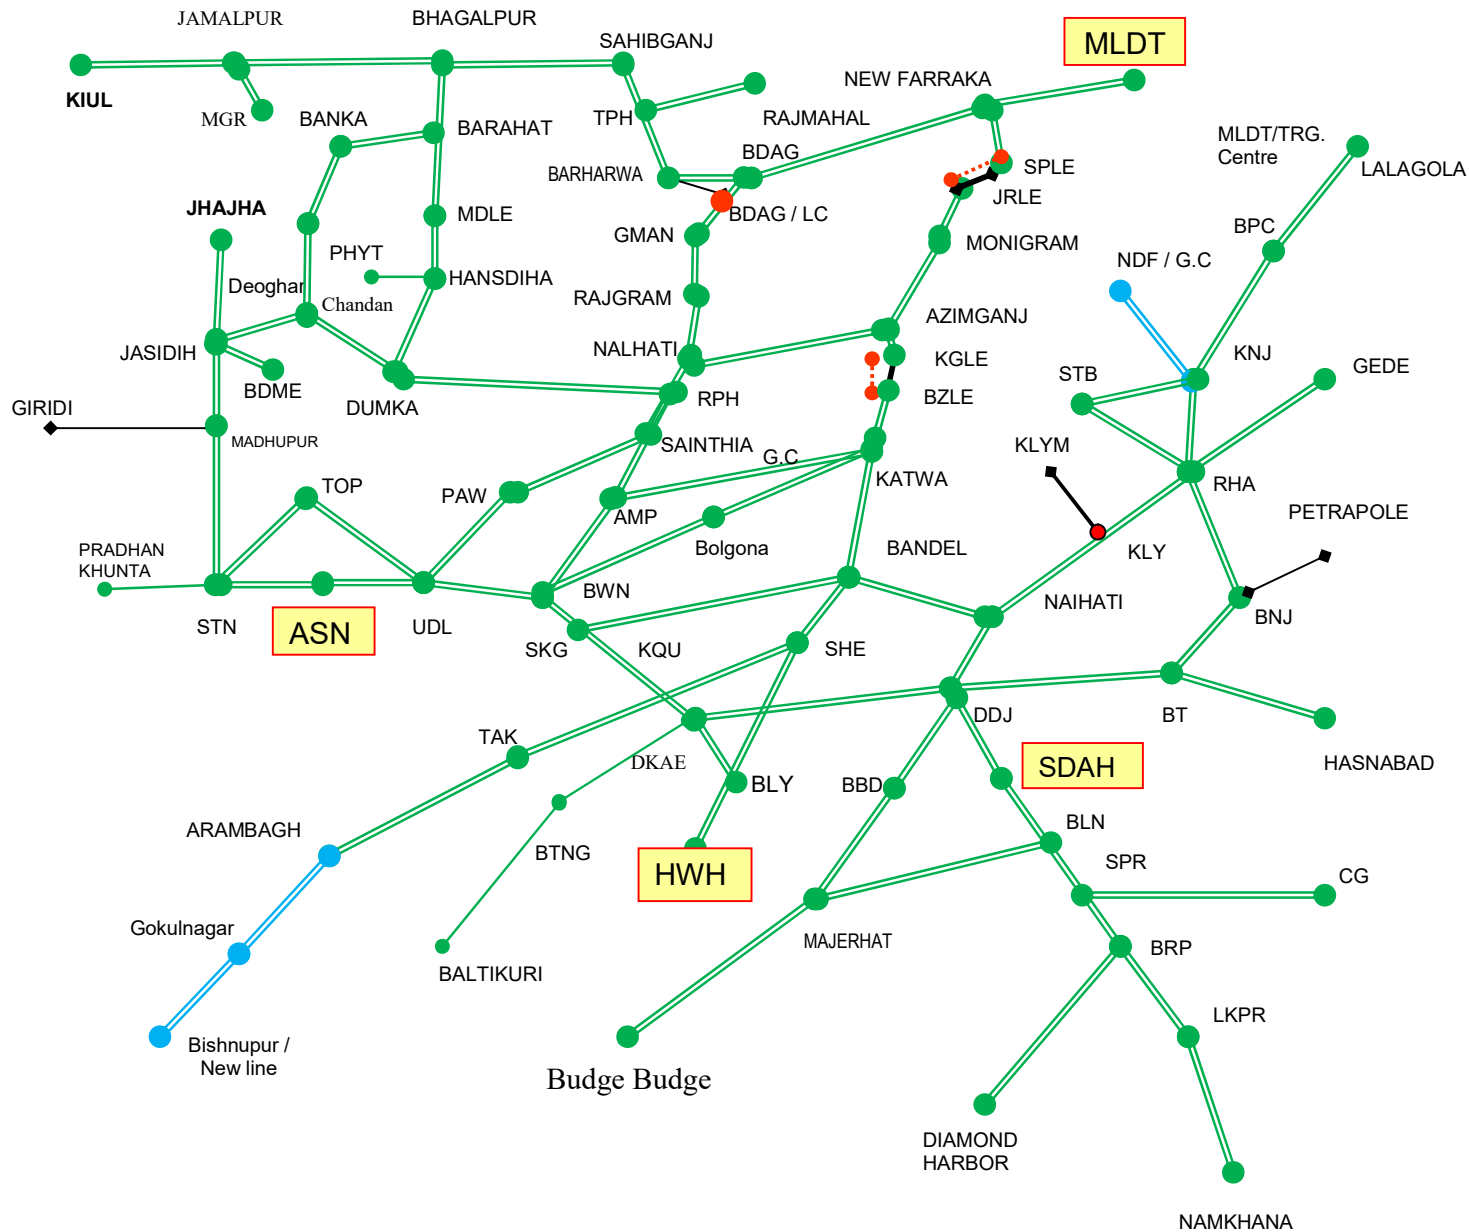 JAMALPUR
BHAGALPUR
SAHIBGANJ
MLDT
KIUL
MGR
BANKA
BARAHAT
TPH
RAJMAHAL
NEW FARRAKA
MLDT/TRG.
Centre
LALAGOLA
BARHARWA
BDAG
SPLE
JRLE
JHAJHA
MDLE
BDAG / LC
GMAN
MONIGRAM
BPC
NDF / G.C
PHYT
HANSDIHA
Deoghar
Chandan
RAJGRAM
AZIMGANJ
JASIDIH
NALHATI
KGLE
KNJ
GEDE
BDME
DUMKA
RPH
BZLE
STB
GIRIDI
MADHUPUR
SAINTHIA
G.C
KATWA
KLYM
RHA
TOP
PAW
AMP
PETRAPOLE
PRADHAN
KHUNTA
Bolgona
BANDEL
KLY
STN
ASN
UDL
BWN
NAIHATI
BNJ
SKG
KQU
SHE
TAK
DDJ
BT
DKAE
BLY
BBD
SDAH
HASNABAD
ARAMBAGH
BTNG
HWH
BLN
SPR
CG
Gokulnagar
BALTIKURI
MAJERHAT
BRP
Bishnupur /
New line
LKPR
Budge Budge
DIAMOND
HARBOR
NAMKHANA